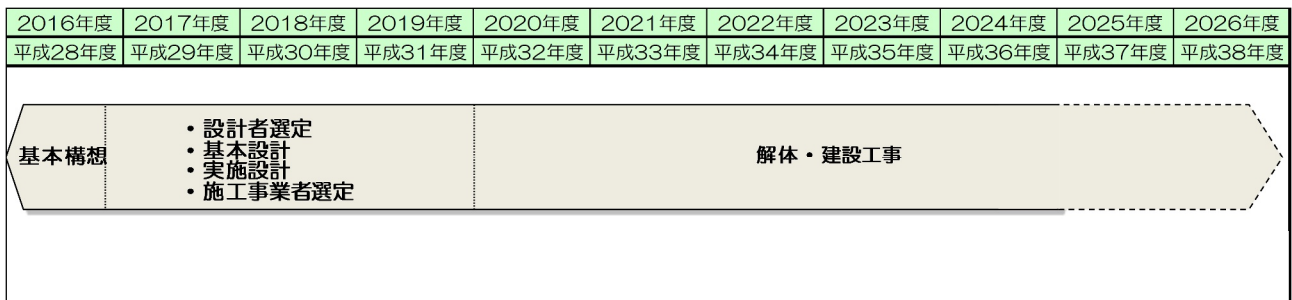 2016年度 2017年度 2018年度 2019年度 2020年度 2021年度 2022年度 2023年度 2024年度 2025年度 2026年度
平成28年度 平成29年度 平成30年度 平成31年度 平成32年度 平成33年度 平成34年度 平成35年度 平成36年度 平成37年度 平成38年度
基本構想
・設計者選定
・基本設計
・実施設計
・施工事業者選定
解体・建設工事